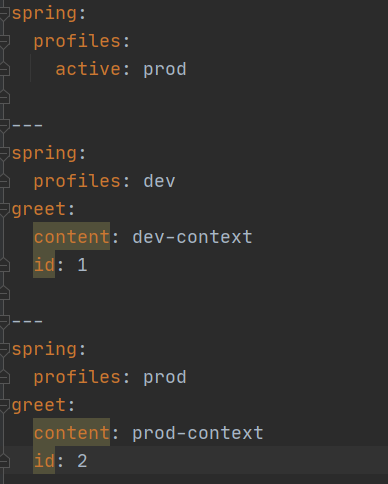 spring:
  profiles:
    active: prod

---
spring:
  profiles: dev
greet:
  content: dev-context
  id: 1

---
spring:
  profiles: prod
greet:
  content: prod-context
  id: 2